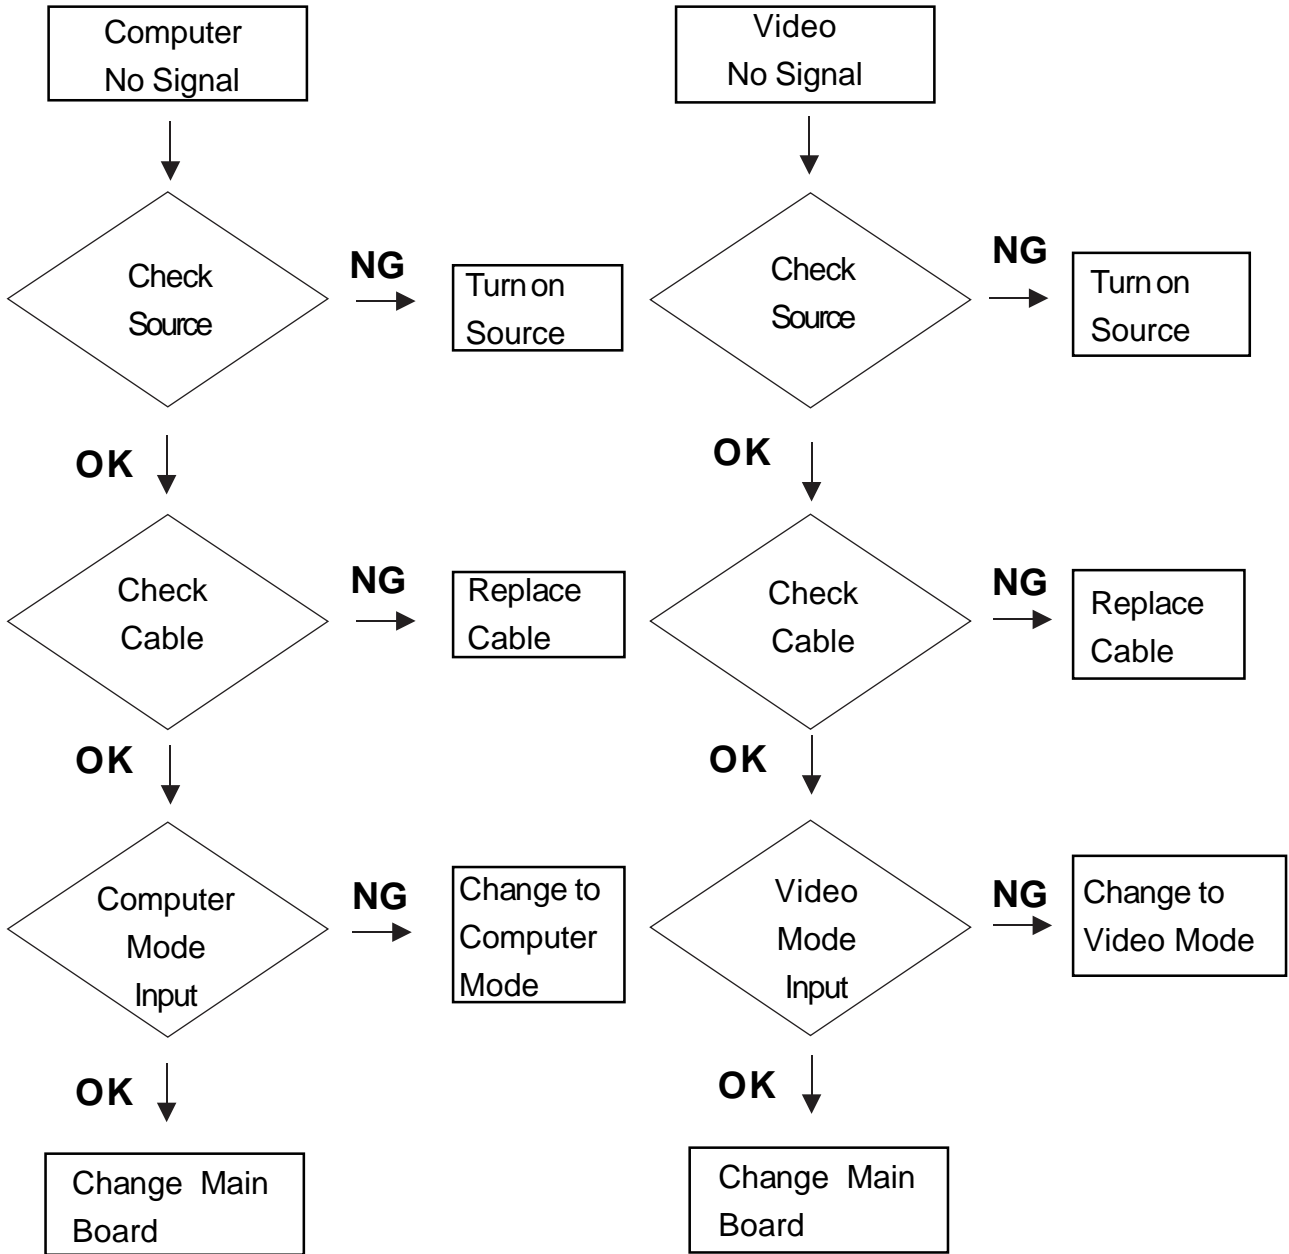 Computer
No Signal
Check
Source
NG
Turn on
Source
OK
Check
Cable
NG
Replace
Cable
OK
Computer
Mode
Input
NG
Change to
Computer
Mode
OK
Change Main
Board
Video
No Signal
Check
Source
NG
Turn on
Source
OK
Check
Cable
NG
Replace
Cable
OK
Video
Mode
Input
NG
Change to
Video Mode
OK
Change Main
Board